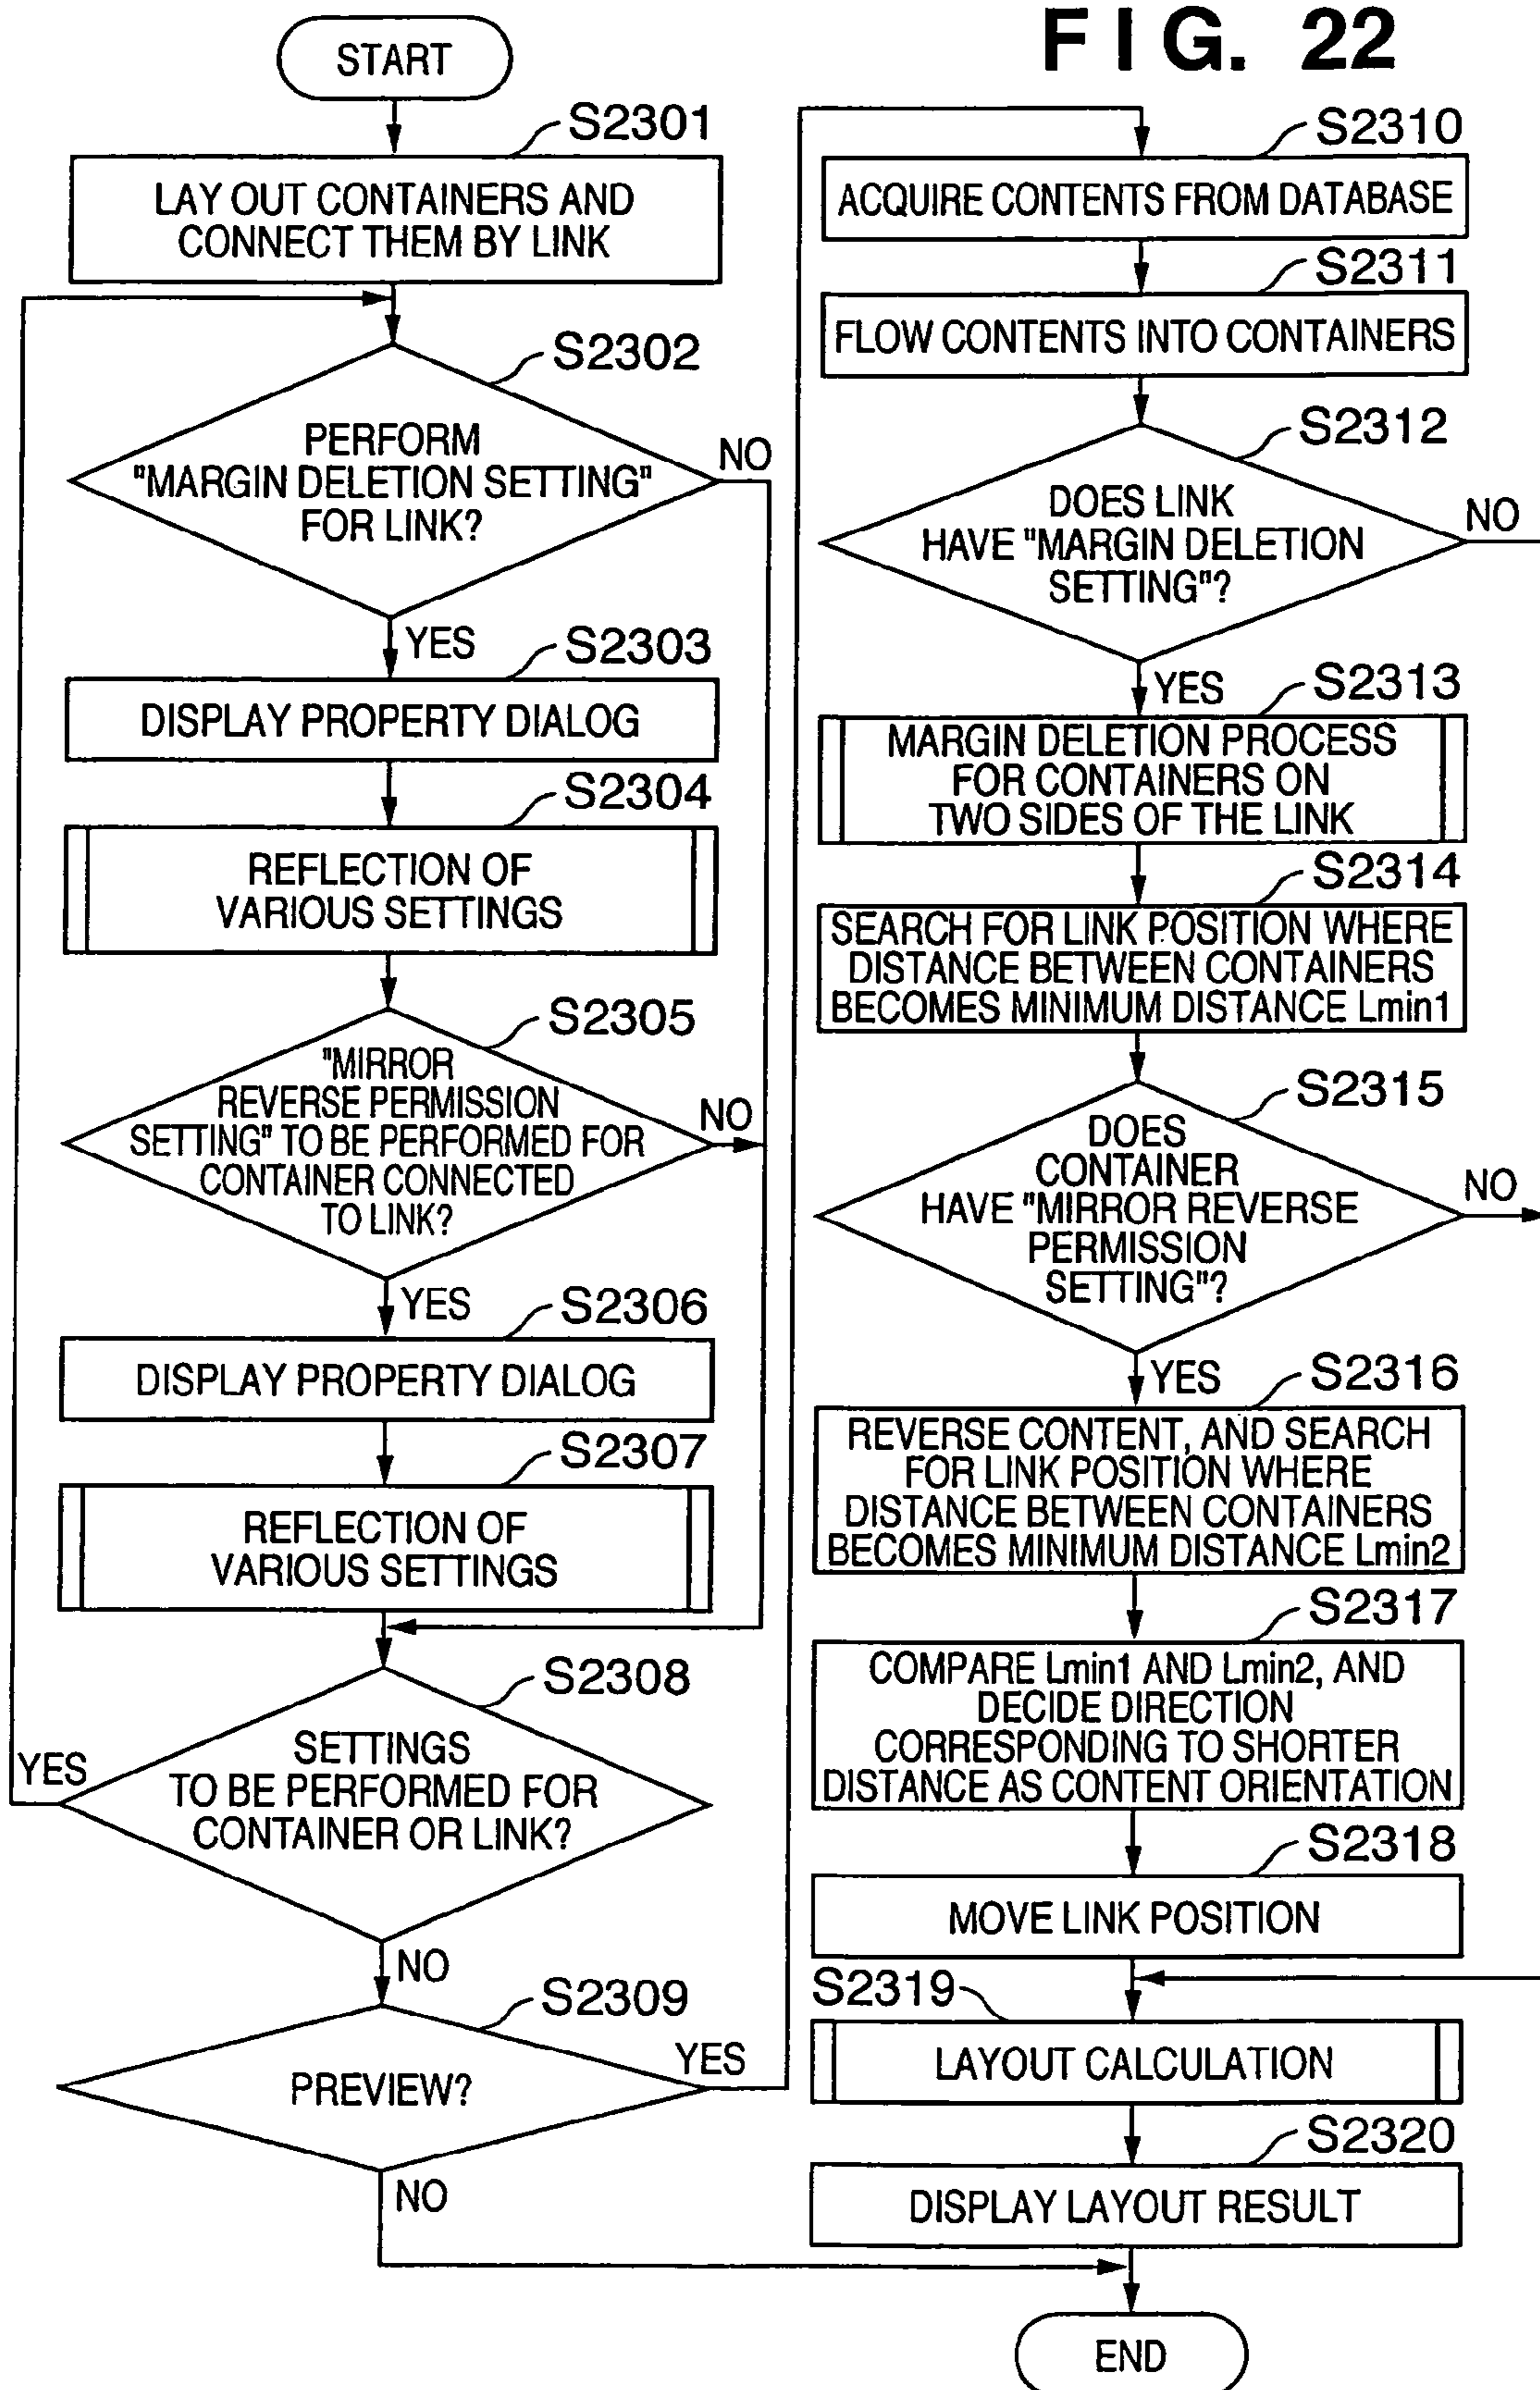 FIG. 22
START
S2301
LAY OUT CONTAINERS AND
CONNECT THEM BY LINK
S2302
PERFORM
"MARGIN DELETION SETTING"
FOR LINK?
NO
YES
S2303
DISPLAY PROPERTY DIALOG
S2304
REFLECTION OF
VARIOUS SETTINGS
S2305
"MIRROR
REVERSE PERMISSION
SETTING" TO BE PERFORMED FOR
CONTAINER CONNECTED
TO LINK?
NO
YES
S2306
DISPLAY PROPERTY DIALOG
S2307
REFLECTION OF
VARIOUS SETTINGS
S2308
SETTINGS
TO BE PERFORMED FOR
CONTAINER OR LINK?
YES
NO
S2309
PREVIEW?
YES
NO
S2310
ACQUIRE CONTENTS FROM DATABASE
S2311
FLOW CONTENTS INTO CONTAINERS
S2312
DOES LINK
HAVE "MARGIN DELETION
SETTING"?
NO
YES
S2313
MARGIN DELETION PROCESS
FOR CONTAINERS ON
TWO SIDES OF THE LINK
S2314
SEARCH FOR LINK POSITION WHERE
DISTANCE BETWEEN CONTAINERS
BECOMES MINIMUM DISTANCE Lmin1
S2315
DOES
CONTAINER
HAVE "MIRROR REVERSE
PERMISSION
SETTING"?
NO
YES
S2316
REVERSE CONTENT, AND SEARCH
FOR LINK POSITION WHERE
DISTANCE BETWEEN CONTAINERS
BECOMES MINIMUM DISTANCE Lmin2
S2317
COMPARE Lmin1 AND Lmin2, AND
DECIDE DIRECTION
CORRESPONDING TO SHORTER
DISTANCE AS CONTENT ORIENTATION
S2318
MOVE LINK POSITION
S2319
LAYOUT CALCULATION
S2320
DISPLAY LAYOUT RESULT
END